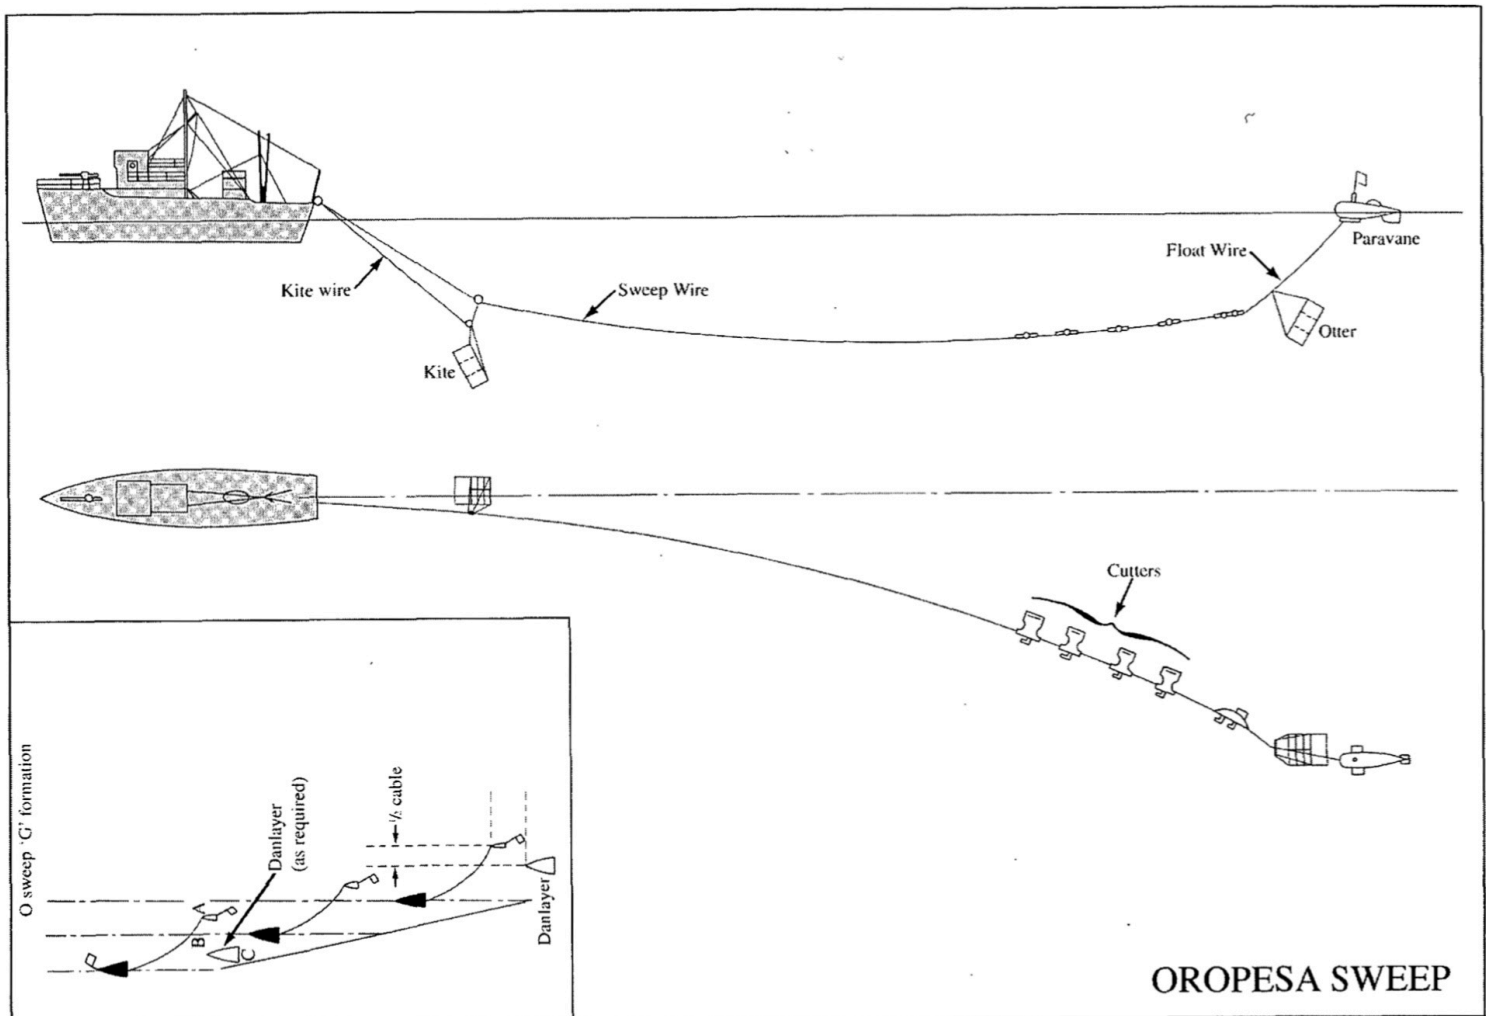 Kite wire
Sweep Wire
Float Wire
Paravane
Kite
Otter
Cutters
O sweep 'G' formation
Danlayer
(as required)
½ cable
A
B
C
Danlayer
OROPESA SWEEP